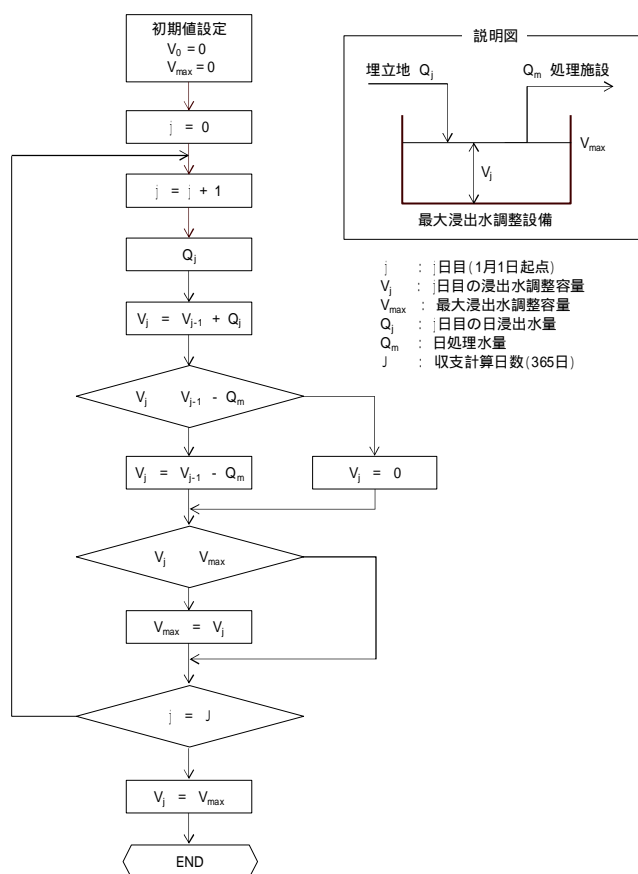 初期値設定
V0 = 0
Vmax = 0
j = 0
j = j + 1
Qj
Vj = Vj-1 + Qj
Vj Vj-1 - Qm
Vj = Vj-1 - Qm
Vj = 0
Vj Vmax
Vmax = Vj
j = J
Vj = Vmax
END
説明図
埋立地 Qj
Qm 処理施設
Vmax
Vj
最大浸出水調整設備
j : j日目(1月1日起点)
Vj : j日目の浸出水調整容量
Vmax : 最大浸出水調整容量
Qj : j日目の日浸出水量
Qm : 日処理水量
J : 収支計算日数(365日)